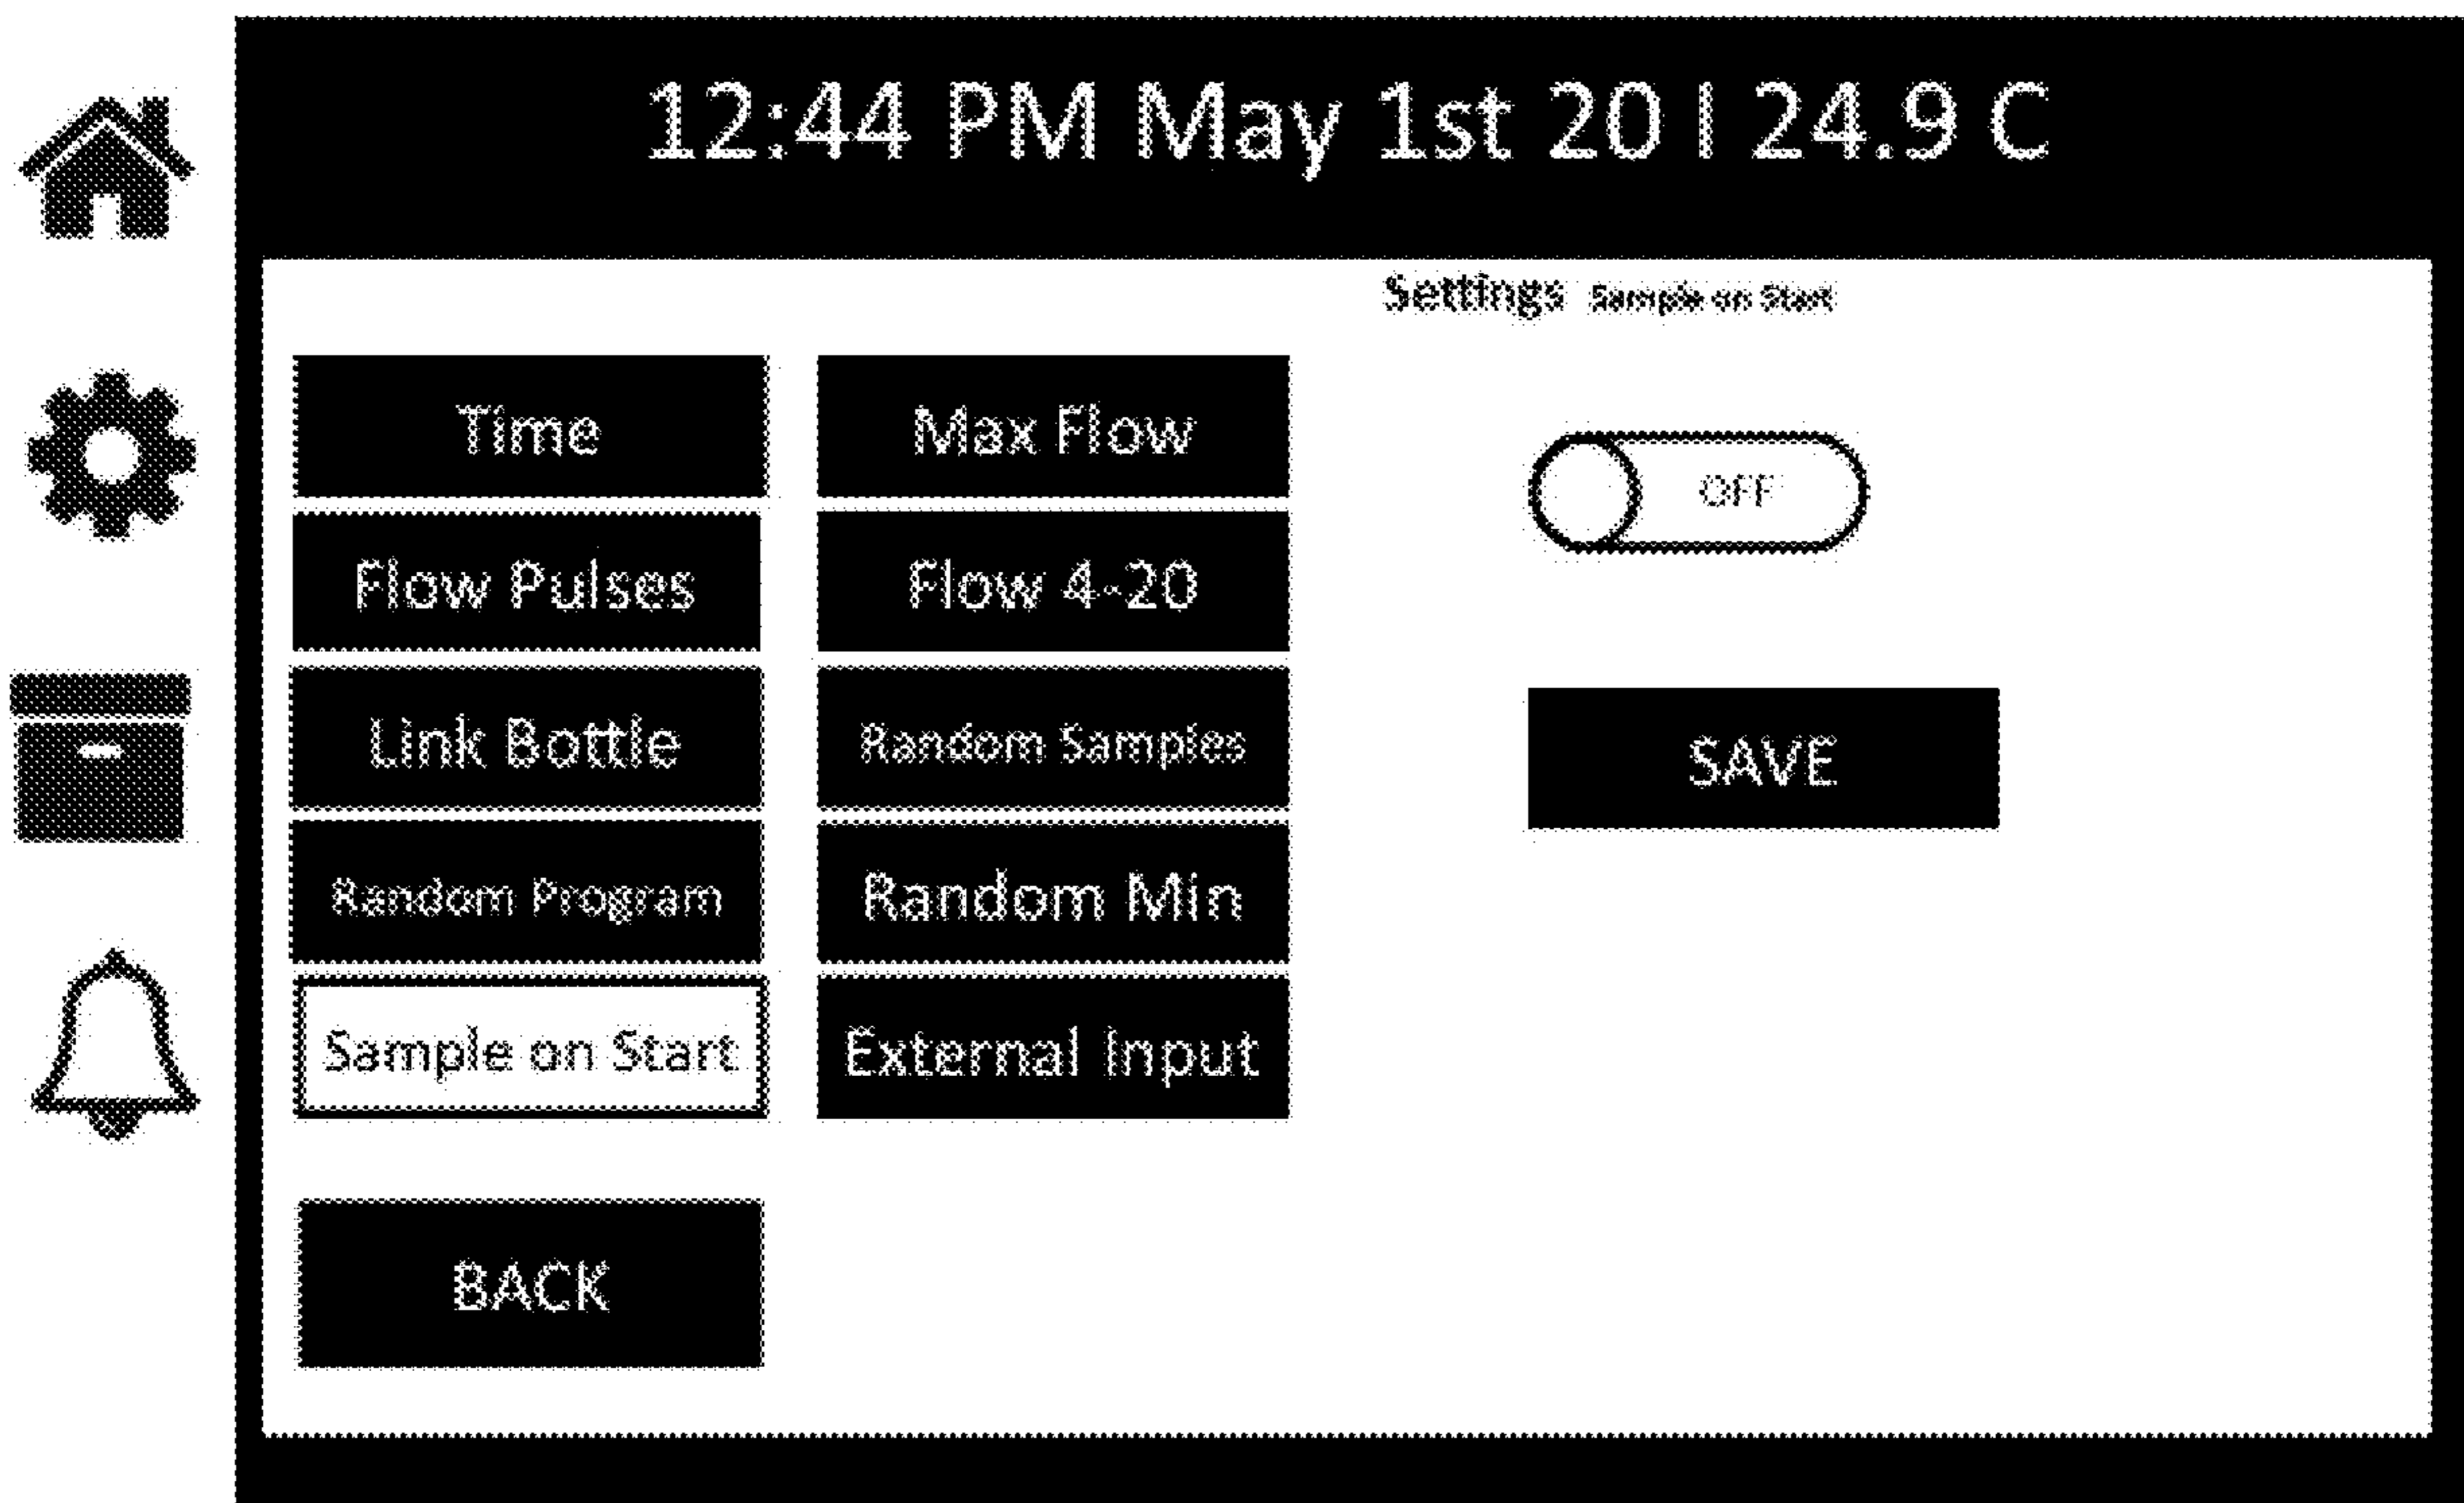 12:44 PM May 1st 20 I 24.9 C
Settings Sample on Start
Time Max Flow
OFF
Flow Pulses Flow 4-20
Link Bottle Random Samples
SAVE
Random Program Random Min
Sample on Start External Input
BACK